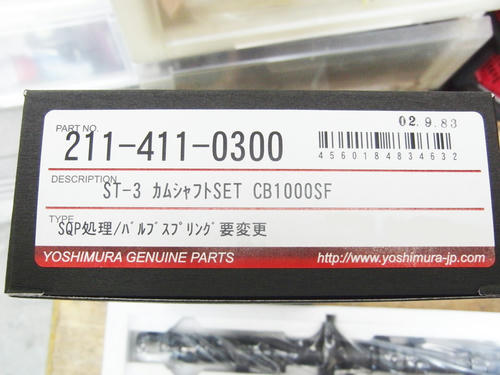 02.9.83
PART NO.
211-411-0300
4560184834632
DESCRIPTION
ST-3 ｶﾑｼｬﾌﾄSET CB1000SF
TYPE
SQP処理/ﾊﾞﾙﾌﾞｽﾌﾟﾘﾝｸﾞ要変更
YOSHIMURA GENUINE PARTS
http://www.yoshimura-jp.com